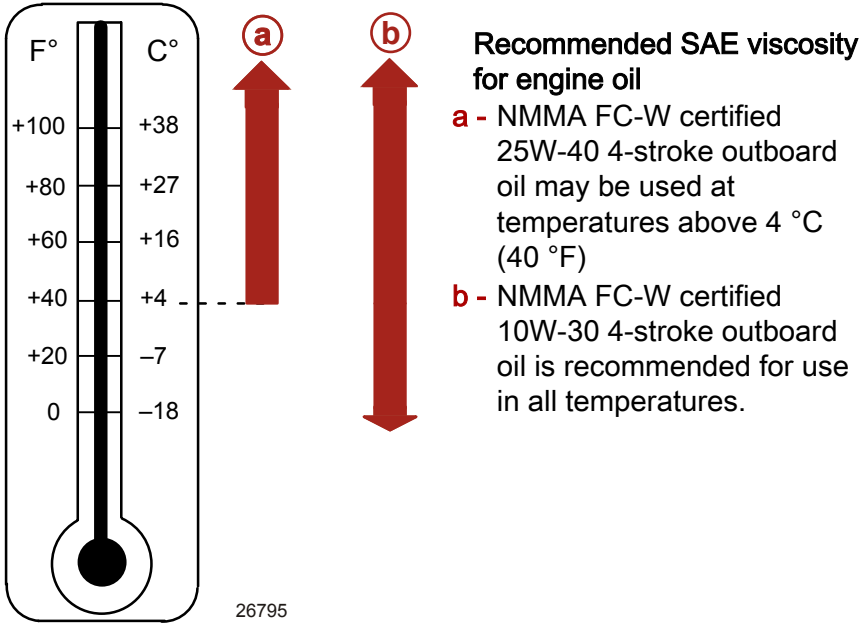 F° C°
+100 +38
+80 +27
+60 +16
+40 +4
+20 –7
0 –18
a
b
Recommended SAE viscosity
for engine oil
a - NMMA FC-W certified
25W-40 4-stroke outboard
oil may be used at
temperatures above 4 °C
(40 °F)
b - NMMA FC-W certified
10W-30 4-stroke outboard
oil is recommended for use
in all temperatures.
26795